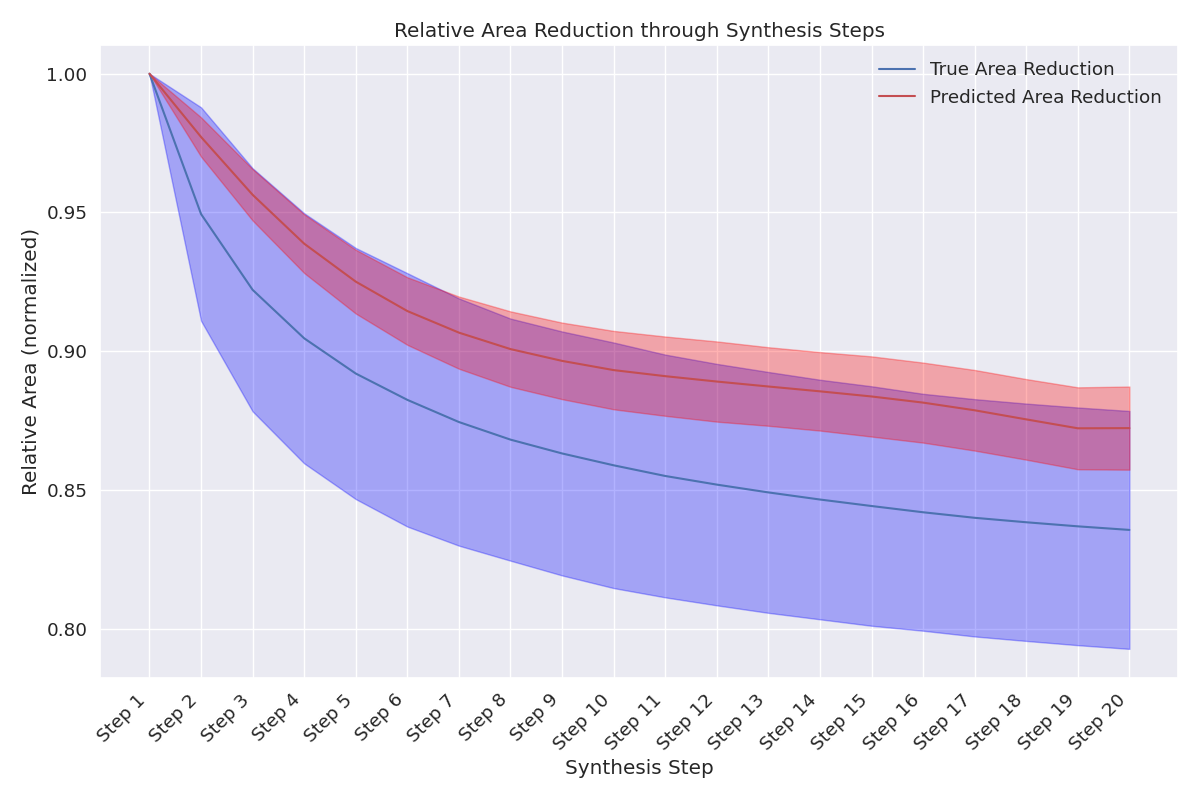 Relative Area Reduction through Synthesis Steps
True Area Reduction
Predicted Area Reduction
Relative Area (normalized)
1.00
0.95
0.90
0.85
0.80
Step 1
Step 2
Step 3
Step 4
Step 5
Step 6
Step 7
Step 8
Step 9
Step 10
Step 11
Step 12
Step 13
Step 14
Step 15
Step 16
Step 17
Step 18
Step 19
Step 20
Synthesis Step